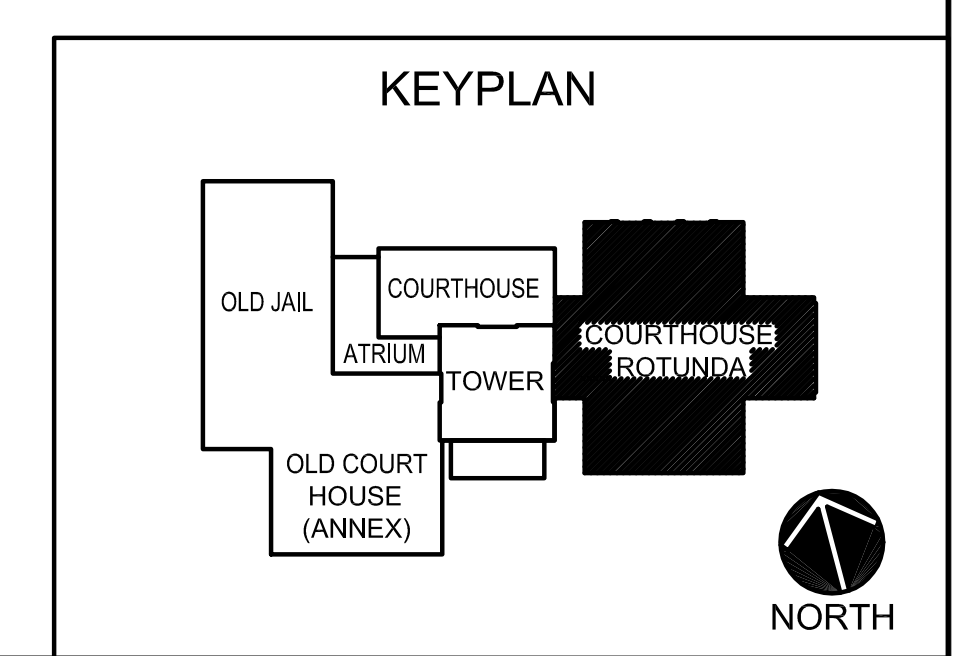 KEYPLAN
OLD JAIL
COURTHOUSE
ATRIUM
TOWER
COURTHOUSE
ROTUNDA
OLD COURT
HOUSE
(ANNEX)
NORTH